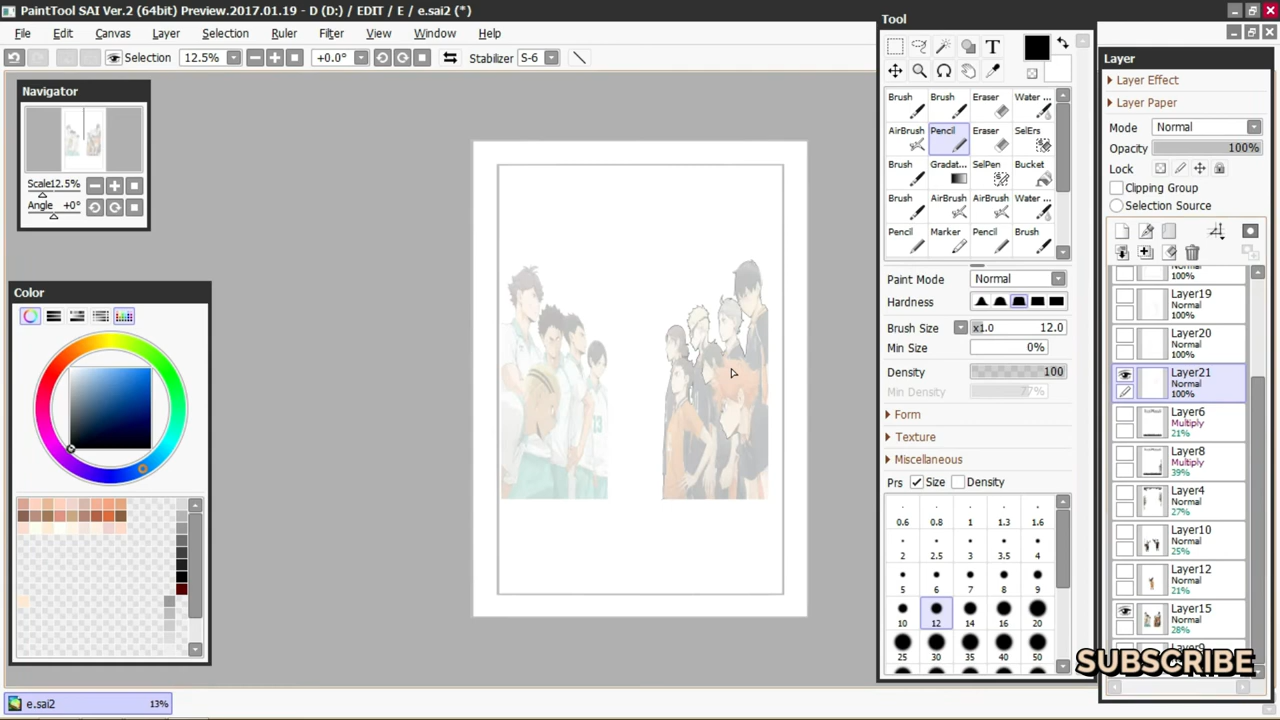 PaintTool SAI Ver.2 (64bit) Preview.2017.01.19 - D (D:) / EDIT / E / e.sai2 (*)
File Edit Canvas Layer Selection Ruler Filter View Window Help
Selection 12.5% +0.0° Stabilizer S-6
Navigator
Scale 12.5%
Angle +0°
Color
Tool
T
Brush Brush Eraser Water ...
AirBrush Pencil Eraser SelErs
Brush Gradat... SelPen Bucket
Brush AirBrush AirBrush Water ...
Pencil Marker Pencil Brush
Paint Mode Normal
Hardness
Brush Size x1.0 12.0
Min Size 0%
Density 100
Min Density 77%
Form
Texture
Miscellaneous
Prs Size Density
0.6 0.8 1 1.3 1.6
2 2.5 3 3.5 4
5 6 7 8 9
10 12 14 16 20
25 30 35 40 50
Layer
Layer Effect
Layer Paper
Mode Normal
Opacity 100%
Lock
Clipping Group
Selection Source
100%
Layer19
Normal
100%
Layer20
Normal
100%
Layer21
Normal
100%
Layer6
Multiply
21%
Layer8
Multiply
39%
Layer4
Normal
27%
Layer10
Normal
25%
Layer12
Normal
21%
Layer15
Normal
28%
SUBSCRIBE
e.sai2 13%